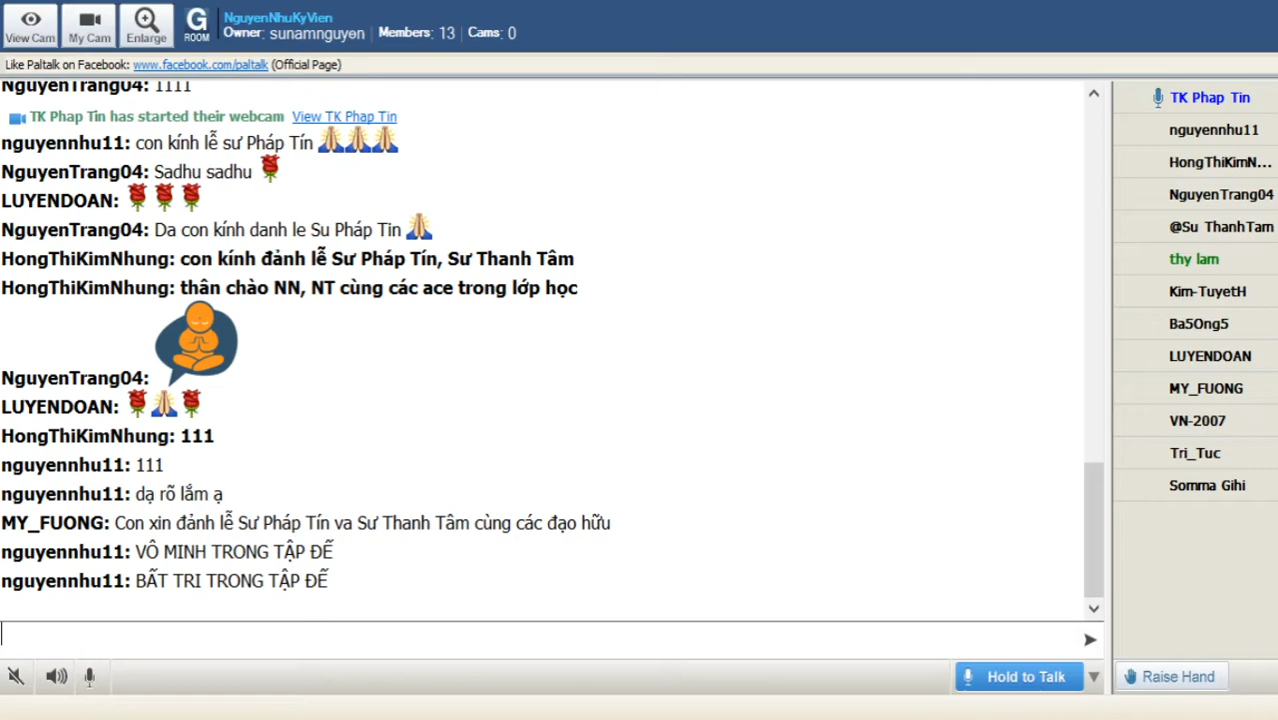 View Cam
My Cam
Enlarge
G
ROOM
NguyenNhuKyVien
Owner: sunamnguyen | Members: 13 | Cams: 0
Like Paltalk on Facebook: www.facebook.com/paltalk (Official Page)
NguyenTrang04: 1111
TK Phap Tin has started their webcam View TK Phap Tin
nguyennhu11: con kính lễ sư Pháp Tín
NguyenTrang04: Sadhu sadhu
LUYENDOAN:
NguyenTrang04: Da con kính danh le Su Pháp Tin
HongThiKimNhung: con kính đảnh lễ Sư Pháp Tín, Sư Thanh Tâm
HongThiKimNhung: thân chào NN, NT cùng các ace trong lớp học
NguyenTrang04:
LUYENDOAN:
HongThiKimNhung: 111
nguyennhu11: 111
nguyennhu11: dạ rõ lắm ạ
MY_FUONG: Con xin đảnh lễ Sư Pháp Tín va Sư Thanh Tâm cùng các đạo hữu
nguyennhu11: VÔ MINH TRONG TẬP ĐẾ
nguyennhu11: BẤT TRI TRONG TẬP ĐẾ
TK Phap Tin
nguyennhu11
HongThiKimN...
NguyenTrang04
@Su ThanhTam
thy lam
Kim-TuyetH
Ba5Ong5
LUYENDOAN
MY_FUONG
VN-2007
Tri_Tuc
Somma Gihi
Hold to Talk
Raise Hand